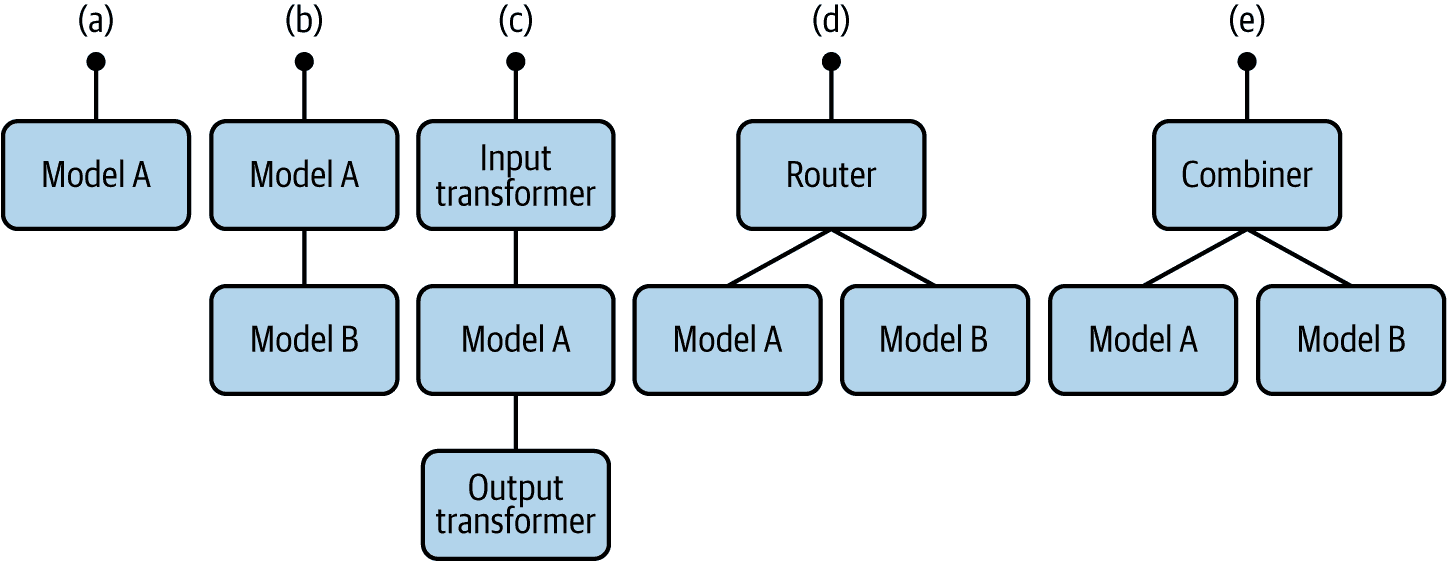 (a)
(b)
(c)
(d)
(e)
Model A
Model A
Input
transformer
Router
Combiner
Model B
Model A
Model A
Model B
Model A
Model B
Output
transformer